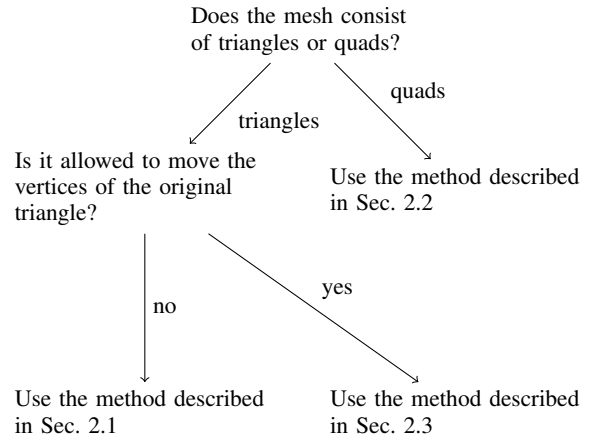 Does the mesh consist
of triangles or quads?
quads
triangles
Is it allowed to move the
vertices of the original
triangle?
Use the method described
in Sec. 2.2
yes
no
Use the method described
in Sec. 2.1
Use the method described
in Sec. 2.3